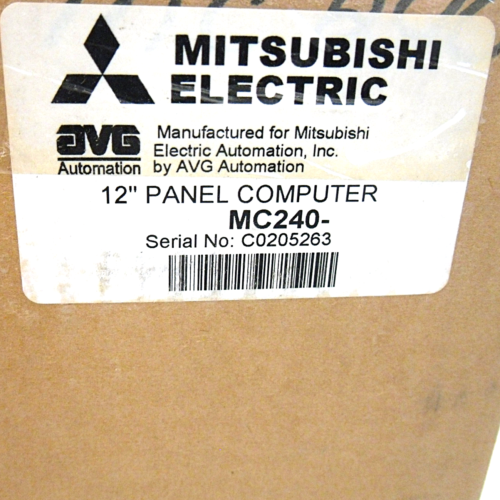 MITSUBISHI
ELECTRIC
AVG
Automation
Manufactured for Mitsubishi
Electric Automation, Inc.
by AVG Automation
12" PANEL COMPUTER
MC240-
Serial No: C0205263